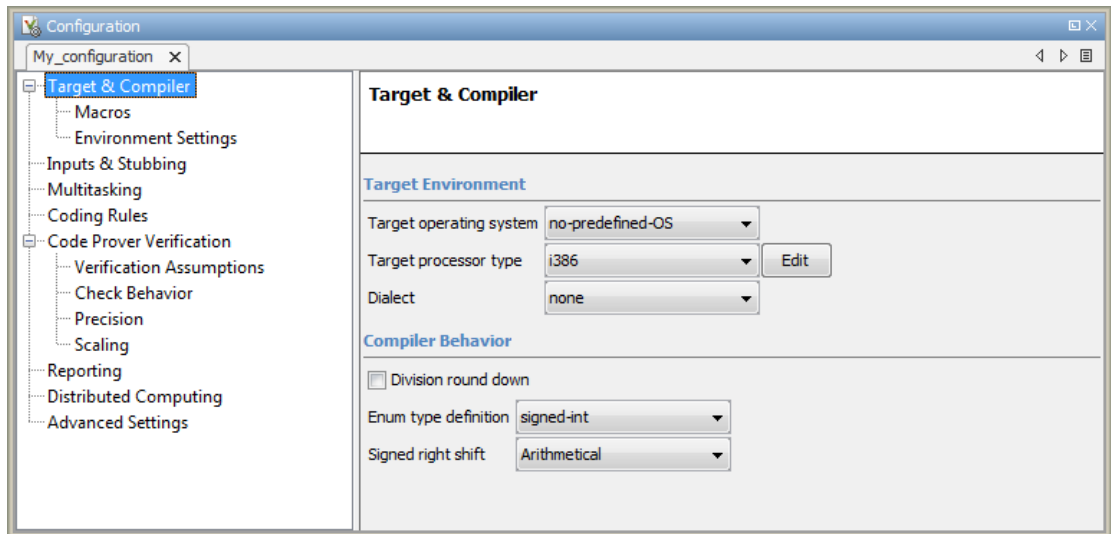 Configuration
My_configuration X
Target & Compiler
Macros
Environment Settings
Inputs & Stubbing
Multitasking
Coding Rules
Code Prover Verification
Verification Assumptions
Check Behavior
Precision
Scaling
Reporting
Distributed Computing
Advanced Settings
Target & Compiler
Target Environment
Target operating system no-predefined-OS
Target processor type i386 Edit
Dialect none
Compiler Behavior
Division round down
Enum type definition signed-int
Signed right shift Arithmetical